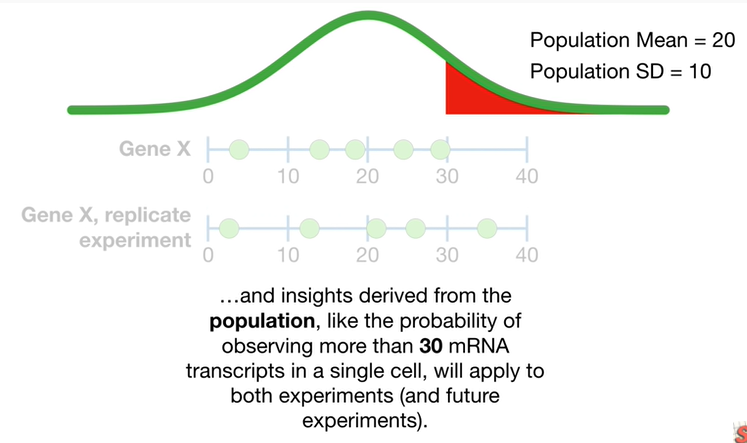 Population Mean = 20
Population SD = 10
Gene X
0 10 20 30 40
Gene X, replicate
experiment
0 10 20 30 40
...and insights derived from the
population, like the probability of
observing more than 30 mRNA
transcripts in a single cell, will apply to
both experiments (and future
experiments).